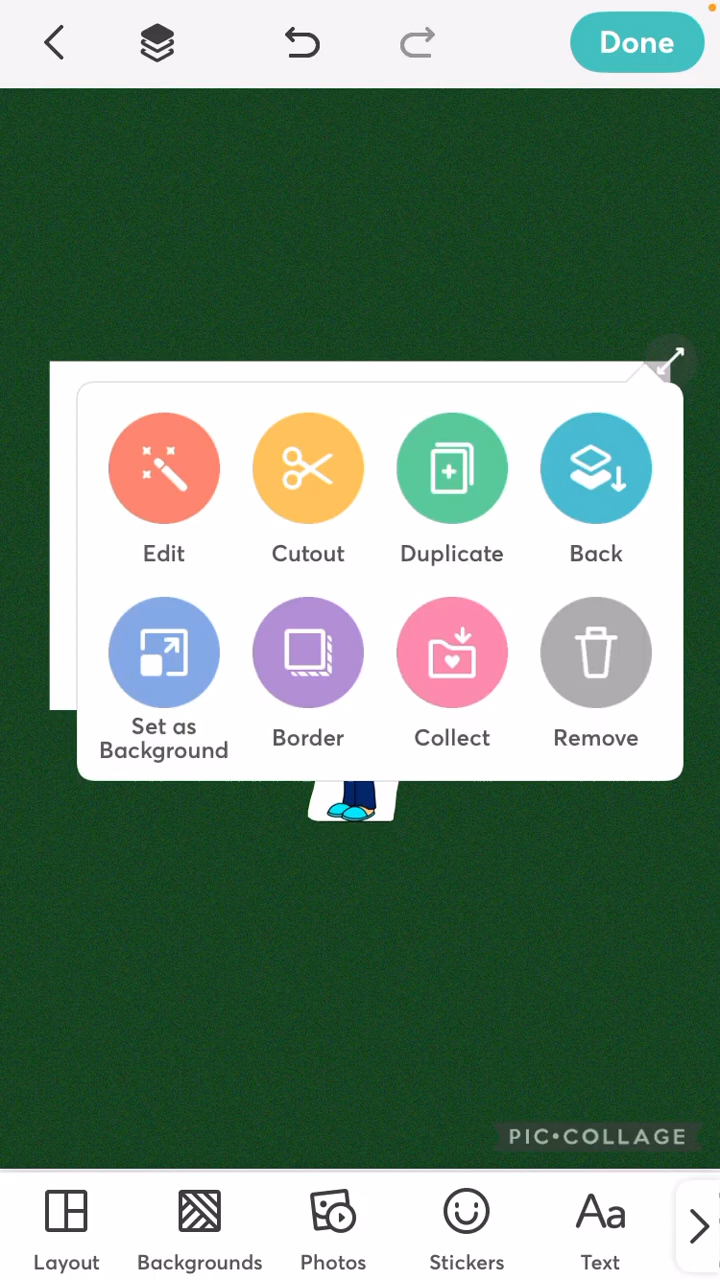 Done
Edit
Cutout
Duplicate
Back
Set as
Background
Border
Collect
Remove
PIC•COLLAGE
Layout
Backgrounds
Photos
Stickers
Text